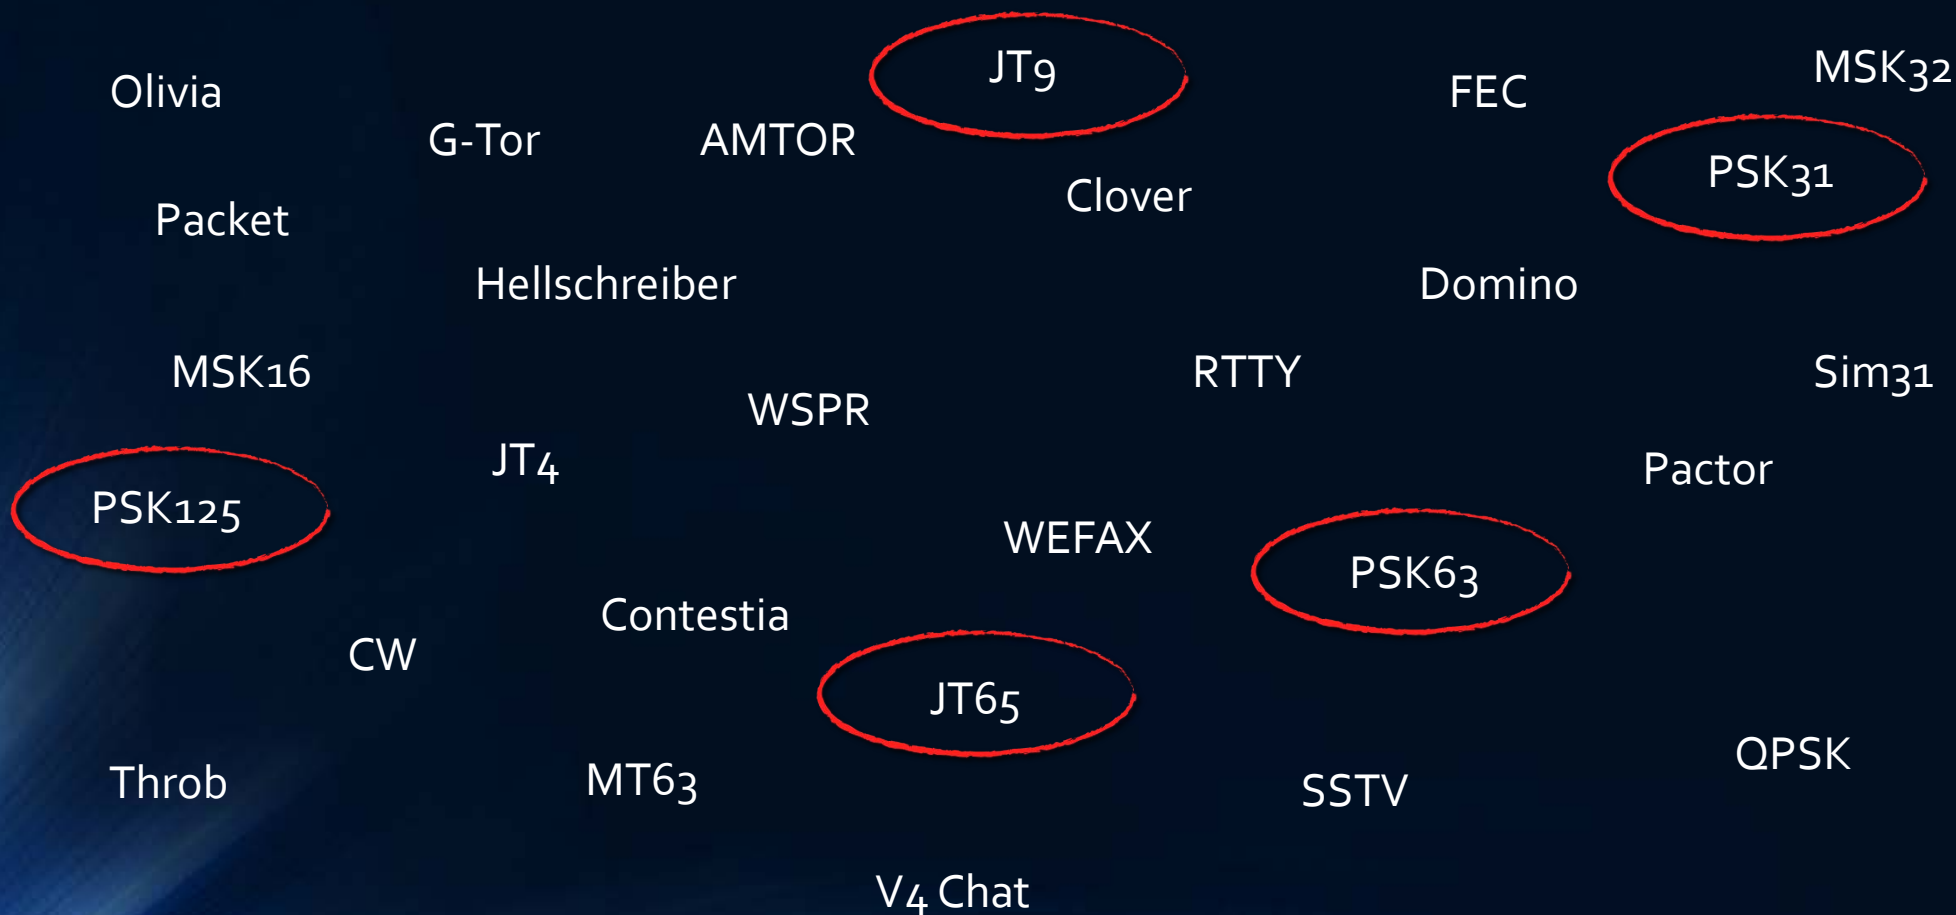 JT9
MSK32
Olivia
FEC
G-Tor
AMTOR
PSK31
Clover
Packet
Hellschreiber
Domino
MSK16
RTTY
Sim31
WSPR
JT4
Pactor
PSK125
WEFAX
PSK63
Contestia
CW
JT65
QPSK
Throb
MT63
SSTV
V4 Chat